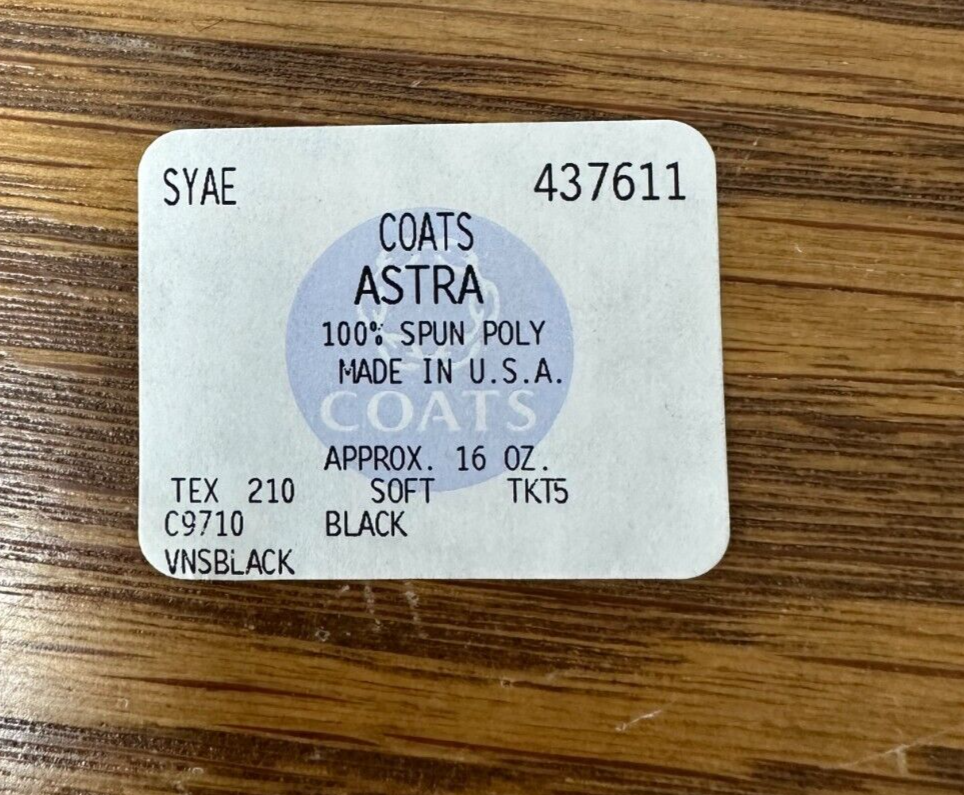 SYAE 437611
COATS
ASTRA
100% SPUN POLY
MADE IN U.S.A.
COATS
APPROX. 16 OZ.
TEX 210 SOFT TKT5
C9710 BLACK
VNSBLACK